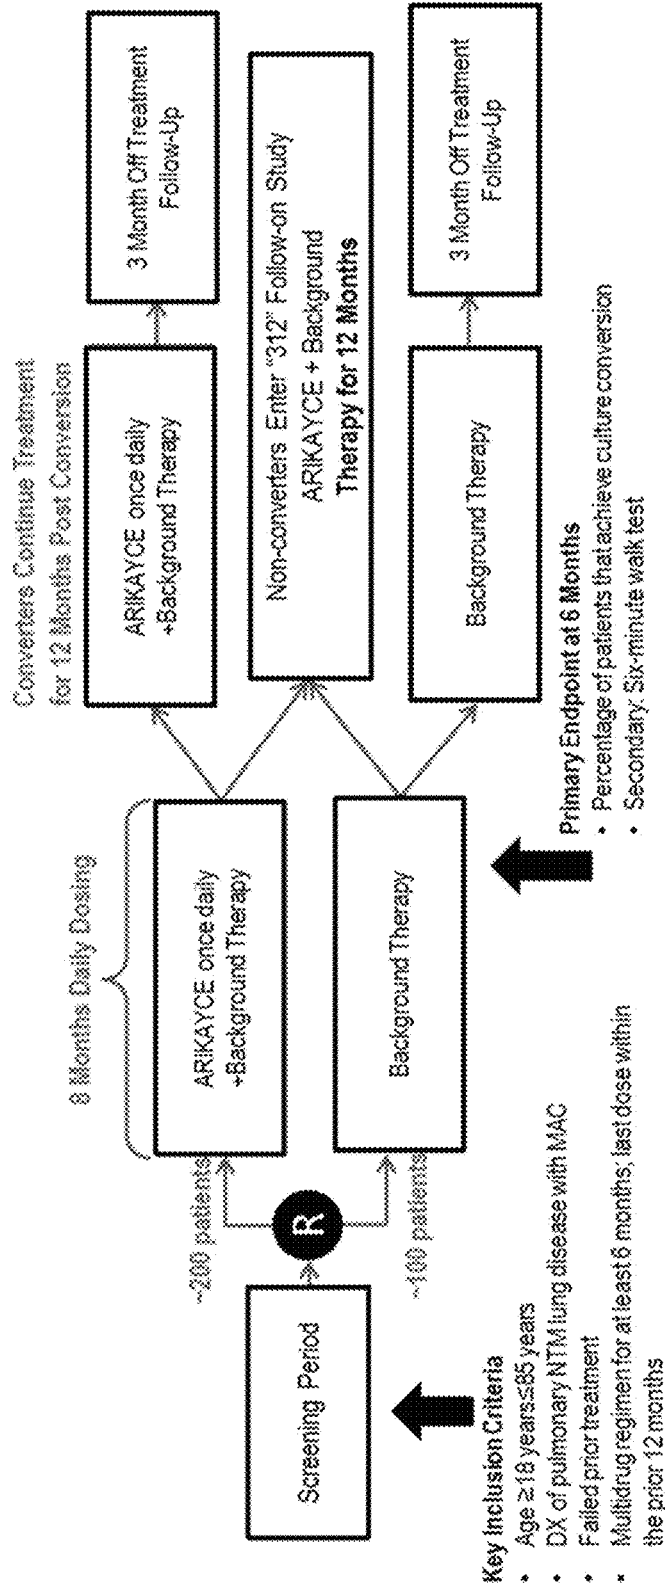 Screening Period
Key Inclusion Criteria
• Age ≥18 years≤85 years
• DX of pulmonary NTM lung disease with MAC
• Failed prior treatment
• Multidrug regimen for at least 6 months; last dose within
the prior 12 months
R
~200 patients
~100 patients
8 Months Daily Dosing
ARIKAYCE once daily
+Background Therapy
Background Therapy
Primary Endpoint at 6 Months
• Percentage of patients that achieve culture conversion
• Secondary: Six-minute walk test
Converters Continue Treatment
for 12 Months Post Conversion
ARIKAYCE once daily
+Background Therapy
3 Month Off Treatment
Follow-Up
Non-converters Enter "312" Follow-on Study
ARIKAYCE + Background
Therapy for 12 Months
Background Therapy
3 Month Off Treatment
Follow-Up